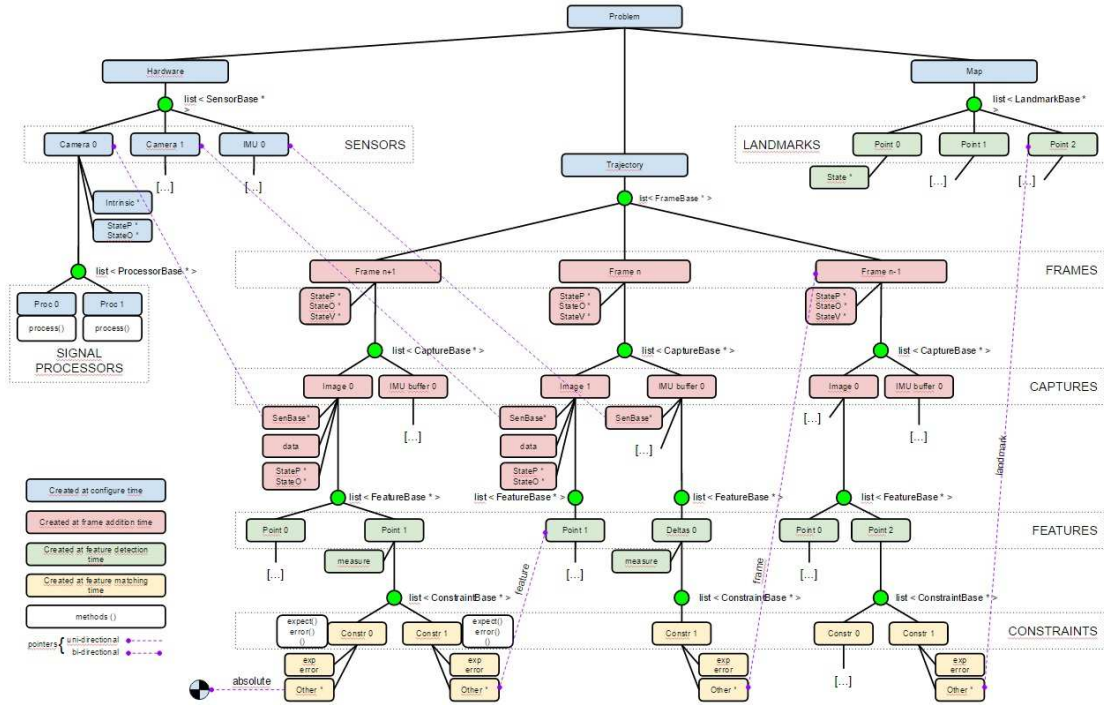 Problem
Hardware
Map
list < SensorBase *
>
list < LandmarkBase *
>
Camera 0
Camera 1
IMU 0
SENSORS
LANDMARKS
Point 0
Point 1
Point 2
[...]
[...]
Trajectory
State *
[...]
[...]
Intrinsic *
StateP *
StateO *
list< FrameBase * >
list < ProcessorBase * >
Frame n+1
Frame n
Frame n-1
FRAMES
Proc 0
Proc 1
process()
process()
SIGNAL
PROCESSORS
StateP *
StateO *
StateV *
StateP *
StateO *
StateV *
StateP *
StateO *
StateV *
list < CaptureBase * >
list < CaptureBase * >
list < CaptureBase * >
Image 0
IMU buffer 0
Image 1
IMU buffer 0
Image 0
IMU buffer 0
CAPTURES
SenBase*
[...]
SenBase*
SenBase*
[...]
[...]
data
data
[...]
StateP *
StateO *
StateP *
StateO *
landmark
list < FeatureBase * >
list < FeatureBase * >
list < FeatureBase * >
list < FeatureBase * >
Created at configure time
Created at frame addition time
Created at feature detection
time
Created at feature matching
time
methods ()
pointers
uni-directional
bi-directional
Point 0
Point 1
Point 1
Deltas 0
Point 0
Point 2
FEATURES
[...]
measure
feature
[...]
measure
frame
[...]
list < ConstraintBase * >
list < ConstraintBase * >
list < ConstraintBase * >
expect()
error()
()
Constr 0
Constr 1
expect()
error()
()
Constr 1
Constr 0
Constr 1
CONSTRAINTS
exp
error
exp
error
exp
error
[...]
exp
error
absolute
Other *
Other *
Other *
Other *